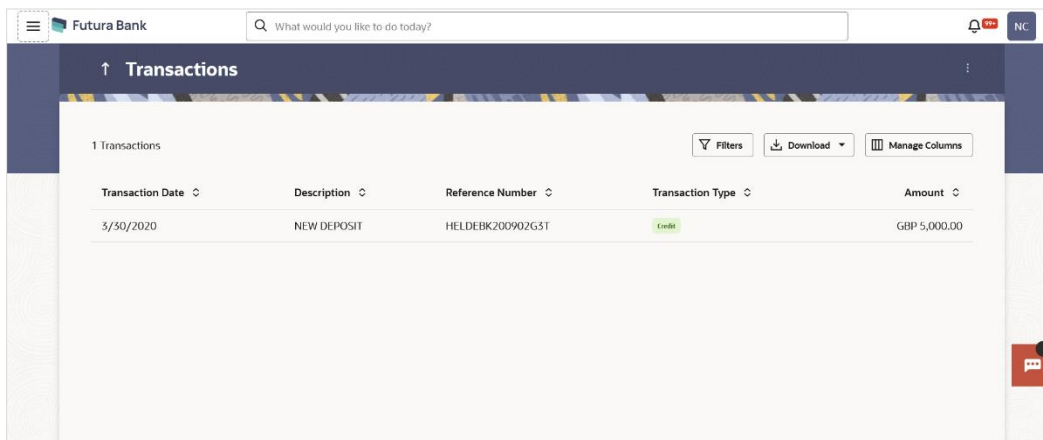 Futura Bank
What would you like to do today?
99+
NC
Transactions
1 Transactions
Filters
Download
Manage Columns
Transaction Date Description Reference Number Transaction Type Amount
3/30/2020 NEW DEPOSIT HELDEBK200902G3T Credit GBP 5,000.00